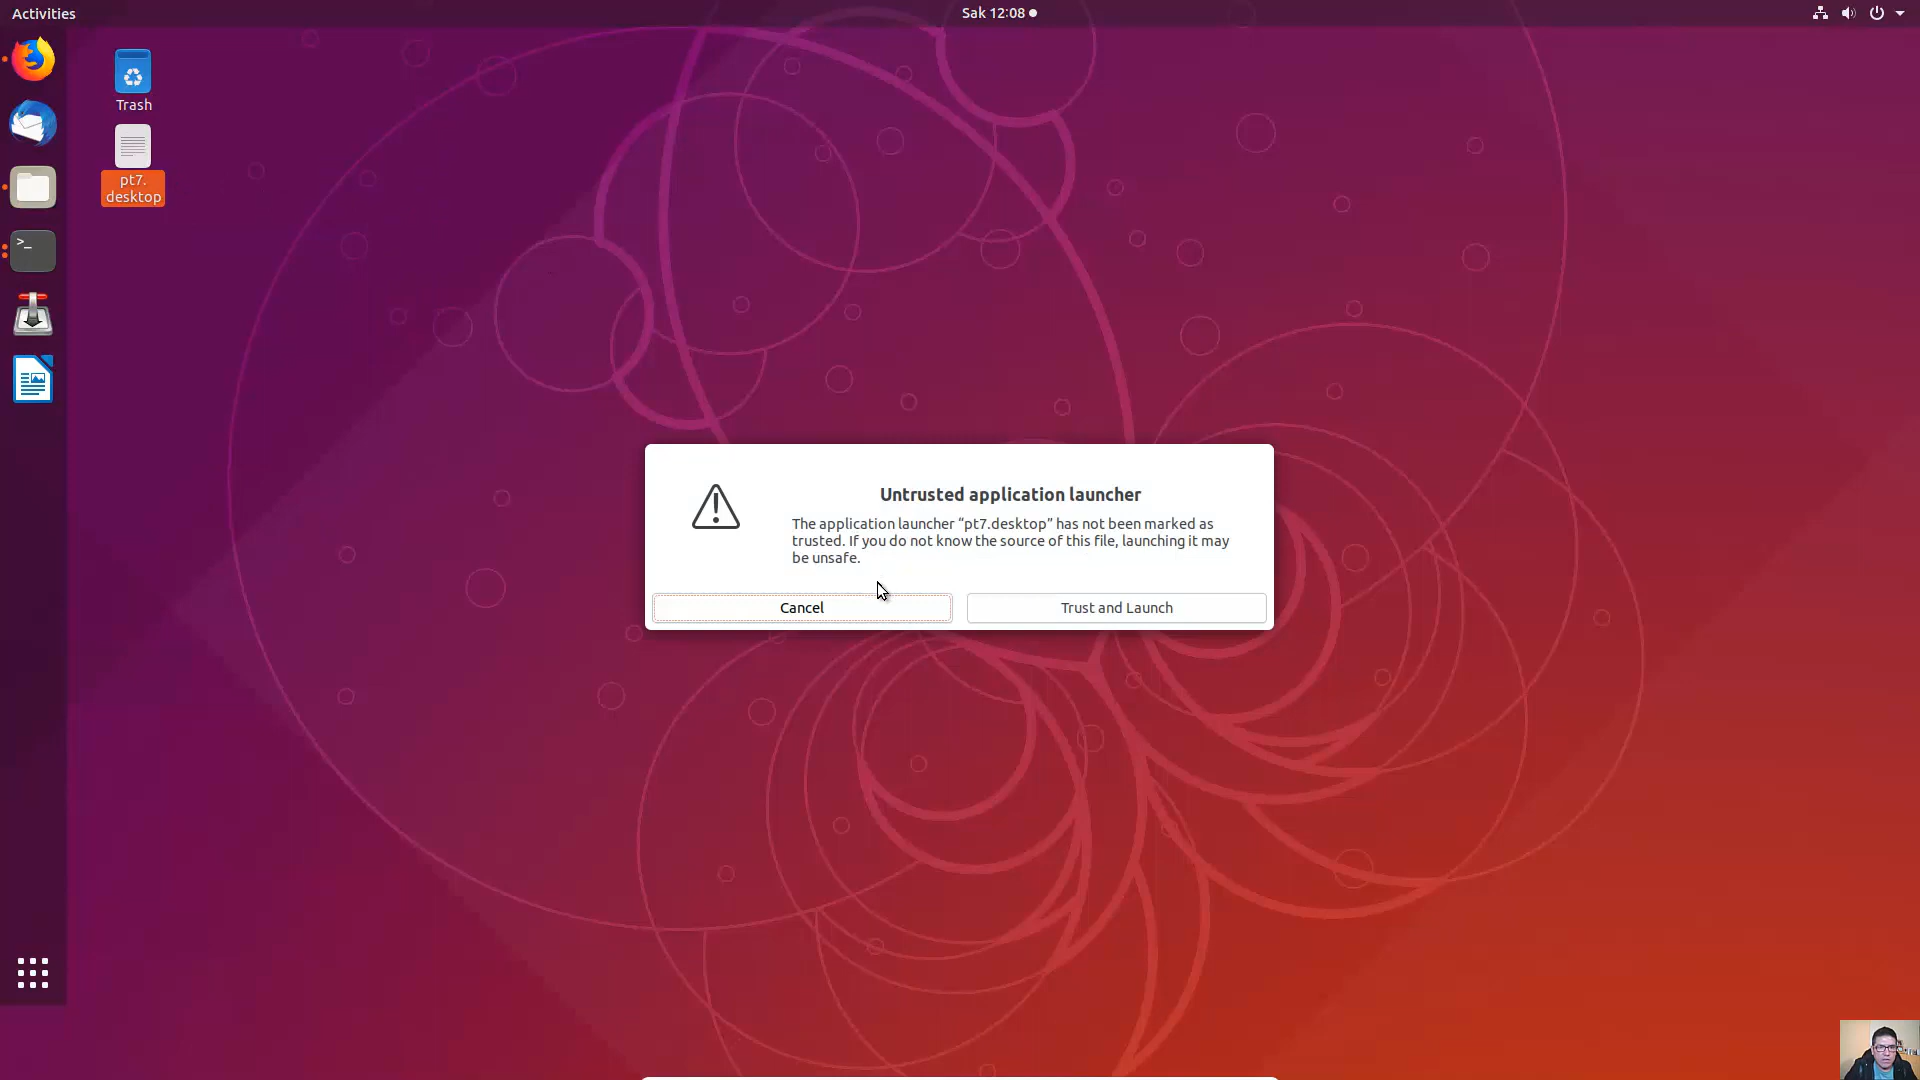 Activities
Sak 12:08
Trash
pt7.
desktop
>_
Untrusted application launcher
The application launcher “pt7.desktop” has not been marked as
trusted. If you do not know the source of this file, launching it may
be unsafe.
Cancel
Trust and Launch